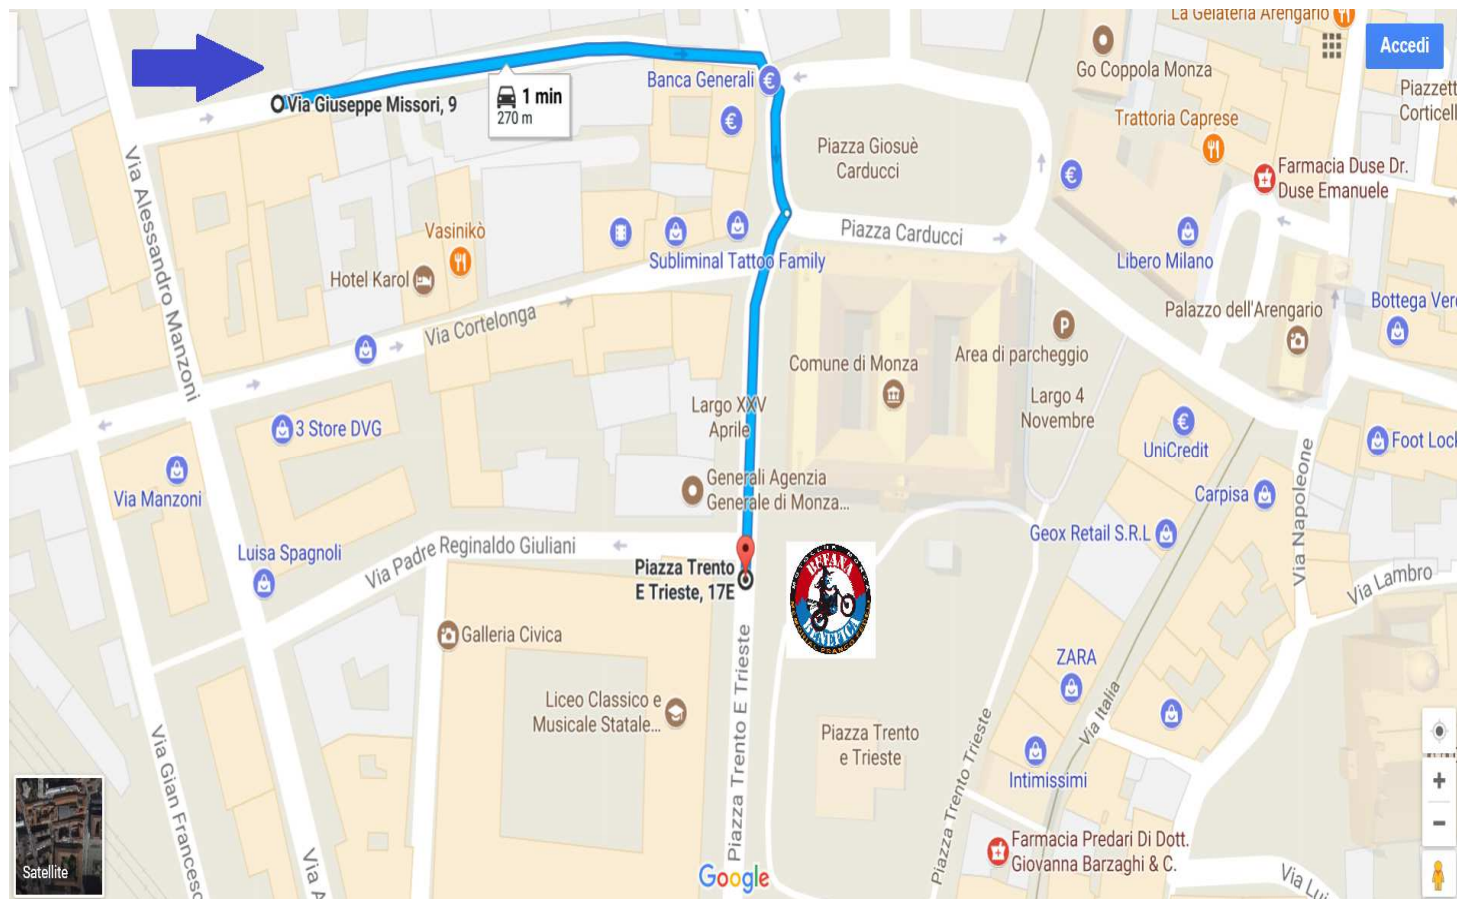 La Gelateria Arengario
Accedi
Go Coppola Monza
Piazzett
Corticell
Banca Generali
1 min
270 m
Via Giuseppe Missori, 9
Trattoria Caprese
Piazza Giosuè
Carducci
Farmacia Duse Dr.
Duse Emanuele
Via Alessandro Manzoni
Vasinikò
Piazza Carducci
Hotel Karol
Subliminal Tattoo Family
Libero Milano
Via Cortelonga
Palazzo dell'Arengario
Bottega Ver
Comune di Monza
Area di parcheggio
Largo XXV
Aprile
Largo 4
Novembre
3 Store DVG
UniCredit
Foot Lock
Via Manzoni
Generali Agenzia
Generale di Monza...
Carpisa
Via Napoleone
Geox Retail S.R.L
Luisa Spagnoli
Via Padre Reginaldo Giuliani
Piazza Trento
E Trieste, 17E
BEFANA
BENEFICA
Via Lambro
Galleria Civica
ZARA
Liceo Classico e
Musicale Statale...
Piazza Trento E Trieste
Piazza Trento
e Trieste
Piazza Trento Trieste
Via Italia
Intimissimi
Via Gian Francesc
Via A
Farmacia Predari Di Dott.
Giovanna Barzaghi & C.
Via Lui
Satellite
Google